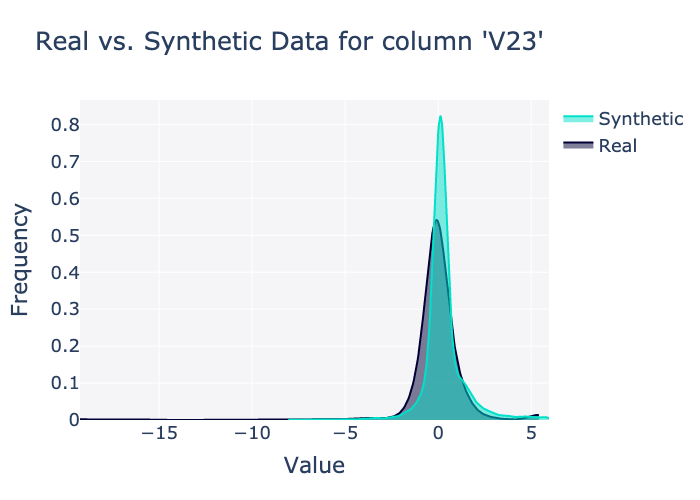 Real vs. Synthetic Data for column 'V23'
Synthetic
Real
Frequency
0.8
0.7
0.6
0.5
0.4
0.3
0.2
0.1
0
−15
−10
−5
0
5
Value